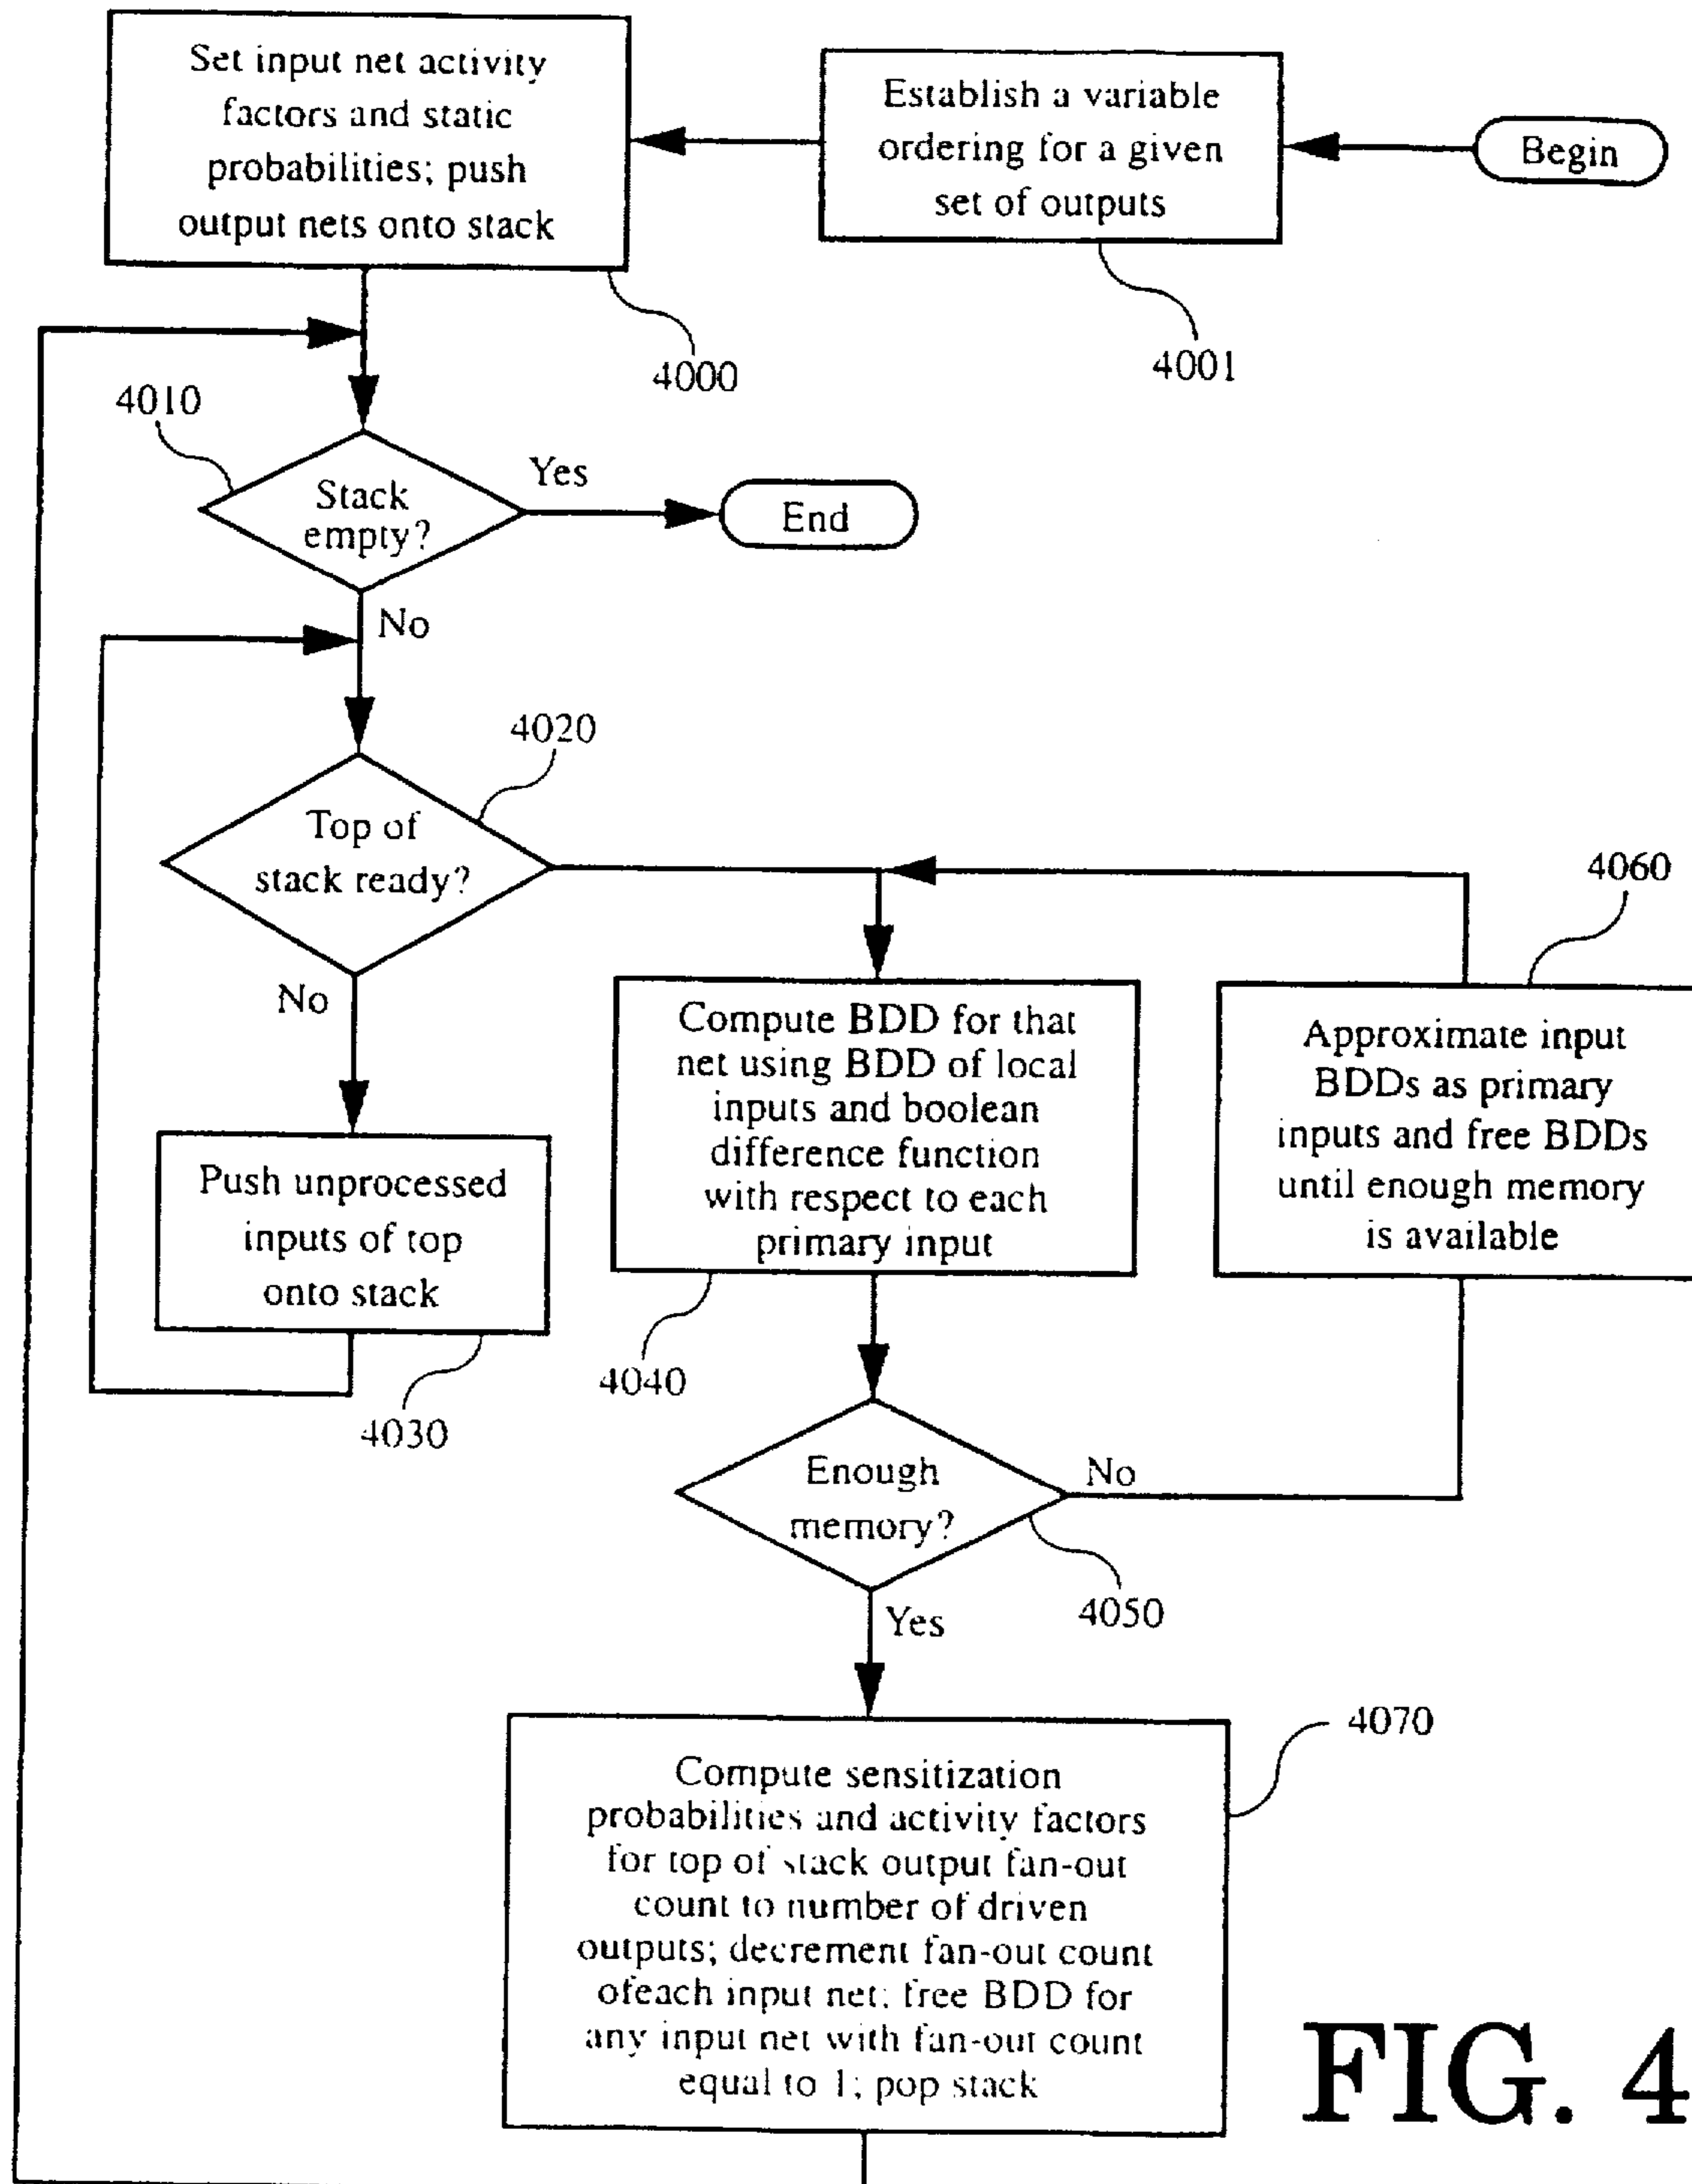 Set input net activity
factors and static
probabilities; push
output nets onto stack
4000
Establish a variable
ordering for a given
set of outputs
4001
Begin
4010
Stack
empty?
Yes
End
No
4020
Top of
stack ready?
No
Push unprocessed
inputs of top
onto stack
4030
Compute BDD for that
net using BDD of local
inputs and boolean
difference function
with respect to each
primary input
4040
4060
Approximate input
BDDs as primary
inputs and free BDDs
until enough memory
is available
Enough
memory?
No
4050
Yes
4070
Compute sensitization
probabilities and activity factors
for top of stack output fan-out
count to number of driven
outputs; decrement fan-out count
ofeach input net; free BDD for
any input net with fan-out count
equal to 1; pop stack
FIG. 4